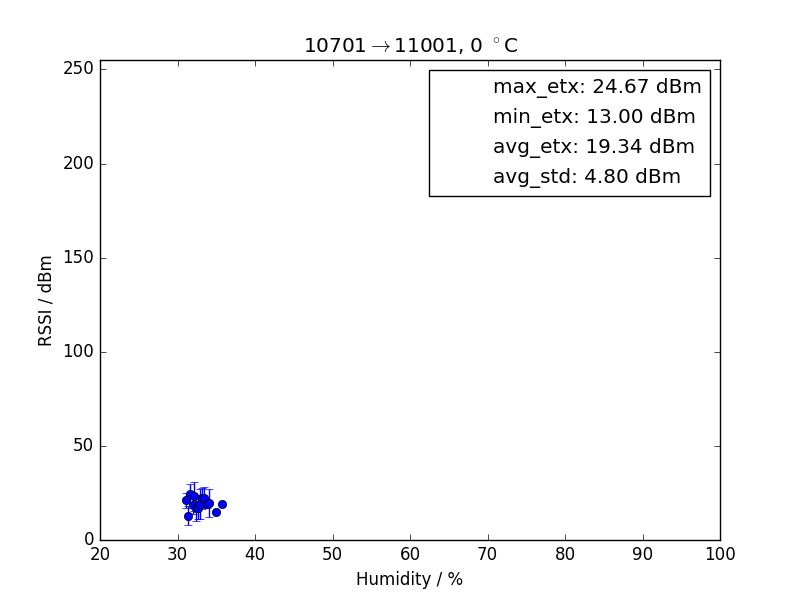 10701→11001, 0 °C
max_etx: 24.67 dBm
min_etx: 13.00 dBm
avg_etx: 19.34 dBm
avg_std: 4.80 dBm
250
200
150
100
50
0
RSSI / dBm
20 30 40 50 60 70 80 90 100
Humidity / %